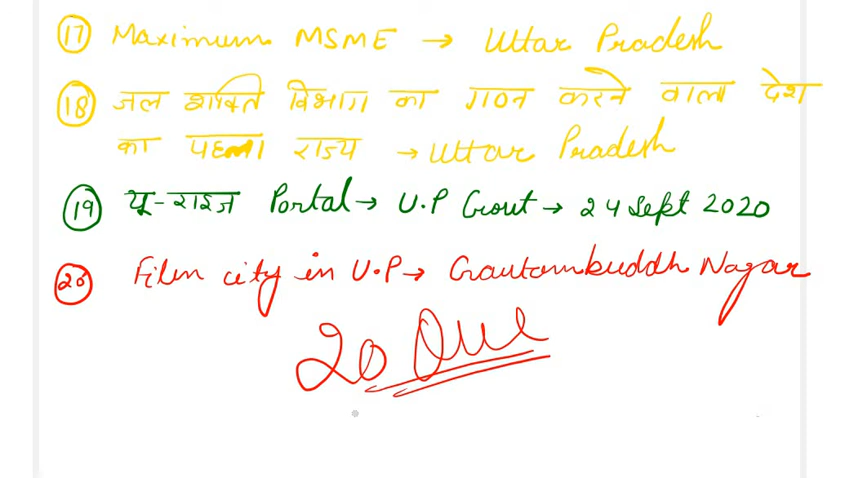 17 Maximum MSME → Uttar Pradesh
18 जल शक्ति विभाग का गठन करने वाला देश
का पहला राज्य → Uttar Pradesh
19 यू-राइज Portal → U.P Govt → 24 Sept 2020
20 Film city in U.P → Gautambuddh Nagar
20 Que